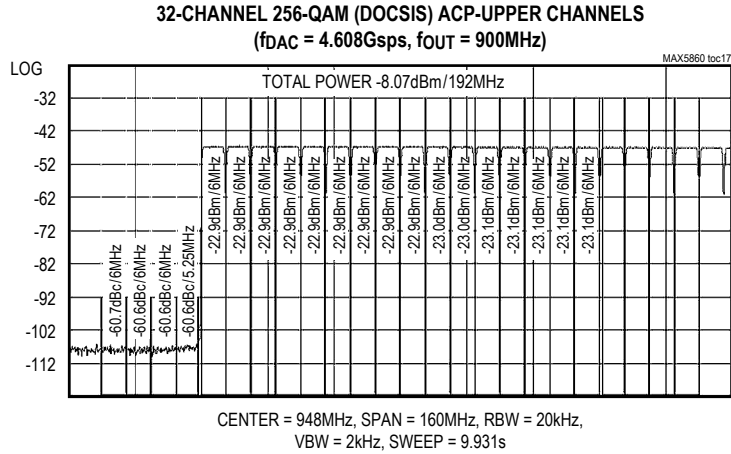 32-CHANNEL 256-QAM (DOCSIS) ACP-UPPER CHANNELS
(fDAC = 4.608Gsps, fOUT = 900MHz)
MAX5860 toc17
LOG
TOTAL POWER -8.07dBm/192MHz
-32
-42
-52
-62
-72
-82
-92
-102
-112
-60.7dBc/6MHz
-60.6dBc/6MHz
-60.6dBc/6MHz
-60.6dBc/5.25MHz
-22.9dBm/6MHz
-22.9dBm/6MHz
-22.9dBm/6MHz
-22.9dBm/6MHz
-22.9dBm/6MHz
-22.9dBm/6MHz
-22.9dBm/6MHz
-22.9dBm/6MHz
-22.9dBm/6MHz
-23.0dBm/6MHz
-23.0dBm/6MHz
-23.1dBm/6MHz
-23.1dBm/6MHz
-23.1dBm/6MHz
-23.1dBm/6MHz
-23.1dBm/6MHz
CENTER = 948MHz, SPAN = 160MHz, RBW = 20kHz,
VBW = 2kHz, SWEEP = 9.931s